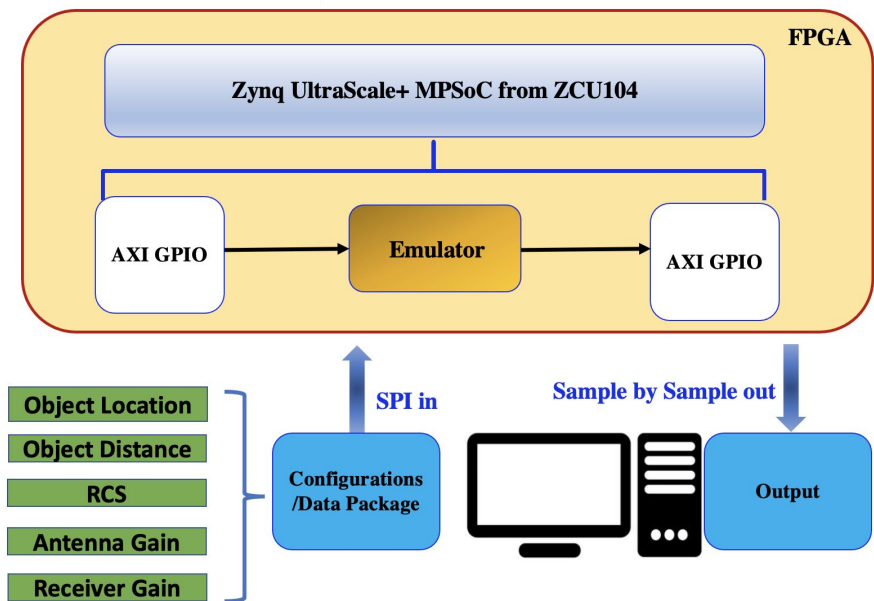 FPGA
Zynq UltraScale+ MPSoC from ZCU104
AXI GPIO
Emulator
AXI GPIO
SPI in
Sample by Sample out
Object Location
Object Distance
RCS
Antenna Gain
Receiver Gain
Configurations
/Data Package
Output